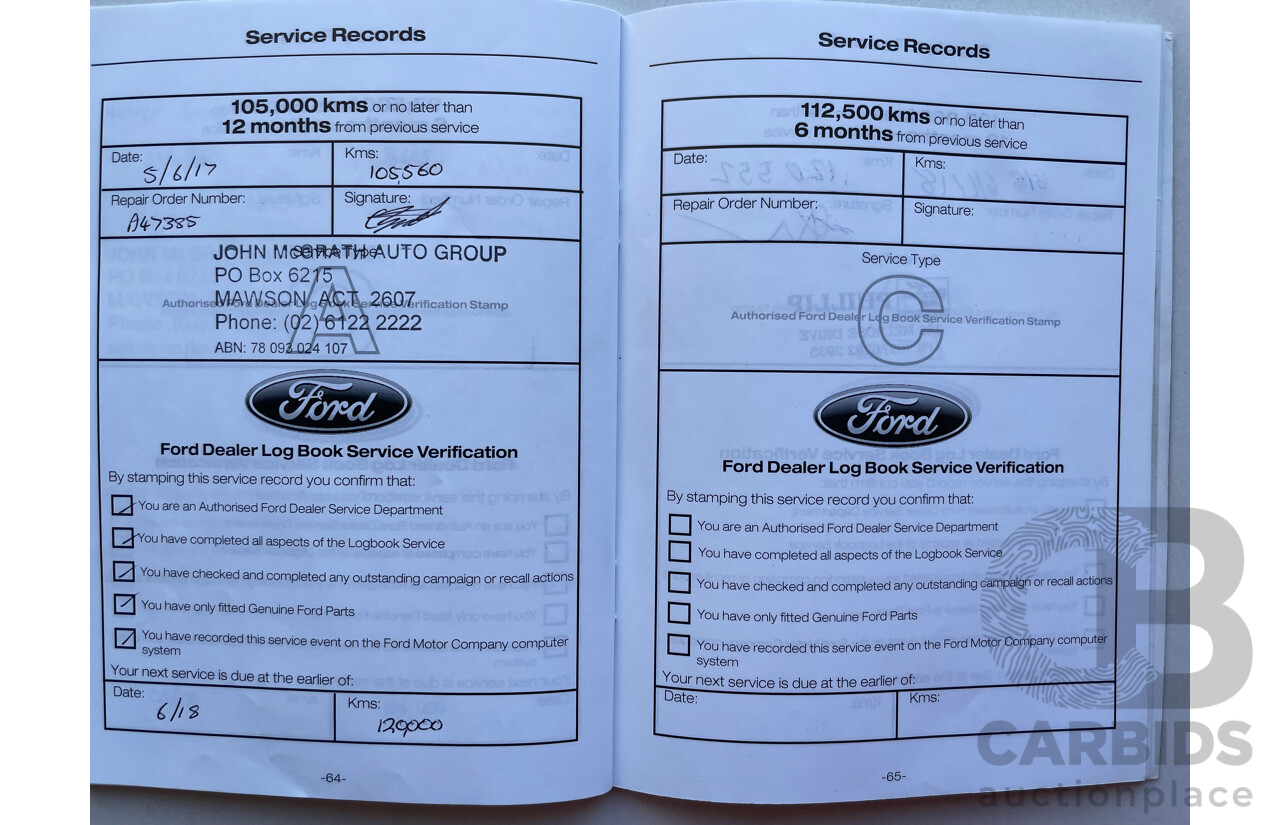 Service Records
105,000 kms or no later than
12 months from previous service
Date:
5/6/17
Kms:
105,560
Repair Order Number:
A47385
Signature:
Service Type
A
Authorised Ford Dealer Log Book Service Verification Stamp
JOHN McGRATH AUTO GROUP
PO Box 6215
MAWSON ACT 2607
Phone: (02) 6122 2222
ABN: 78 093 024 107
Ford
Ford Dealer Log Book Service Verification
By stamping this service record you confirm that:
You are an Authorised Ford Dealer Service Department
You have completed all aspects of the Logbook Service
You have checked and completed any outstanding campaign or recall actions
You have only fitted Genuine Ford Parts
You have recorded this service event on the Ford Motor Company computer
system
Your next service is due at the earlier of:
Date:
6/18
Kms:
120,000
-64-
Service Records
112,500 kms or no later than
6 months from previous service
Date:
Kms:
Repair Order Number:
Signature:
Service Type
C
Authorised Ford Dealer Log Book Service Verification Stamp
Ford
Ford Dealer Log Book Service Verification
By stamping this service record you confirm that:
You are an Authorised Ford Dealer Service Department
You have completed all aspects of the Logbook Service
You have checked and completed any outstanding campaign or recall actions
You have only fitted Genuine Ford Parts
You have recorded this service event on the Ford Motor Company computer
system
Your next service is due at the earlier of:
Date:
Kms:
-65-
CB
CARBIDS
auctionplace